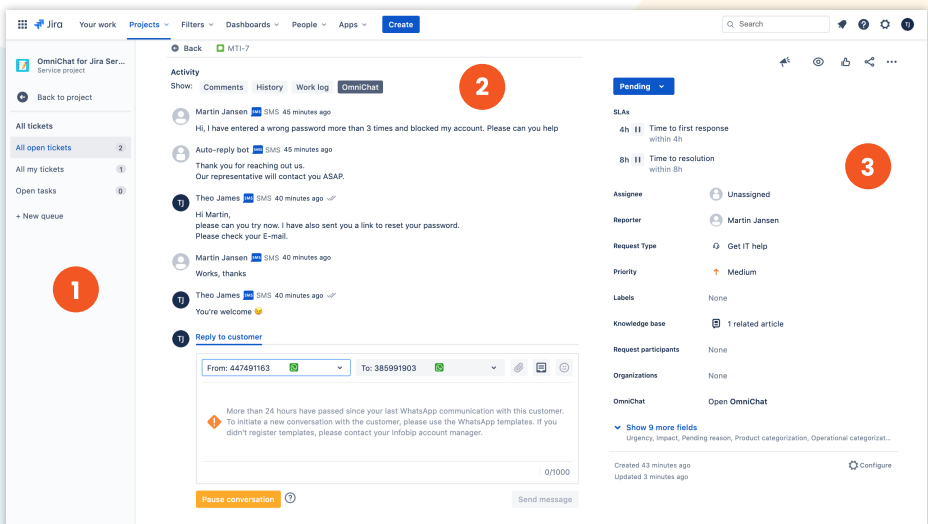 Jira Your work Projects Filters Dashboards People Apps Create Search TJ
OmniChat for Jira Ser...
Service project
Back to project
All tickets
All open tickets 2
All my tickets 1
Open tasks 0
+ New queue
1
Back MTI-7
Activity
Show: Comments History Work log OmniChat
2
Martin Jansen SMS SMS 45 minutes ago
Hi, I have entered a wrong password more than 3 times and blocked my account. Please can you help
Auto-reply bot SMS SMS 45 minutes ago
Thank you for reaching out us.
Our representative will contact you ASAP.
TJ Theo James SMS SMS 40 minutes ago
Hi Martin,
please can you try now. I have also sent you a link to reset your password.
Please check your E-mail.
Martin Jansen SMS SMS 40 minutes ago
Works, thanks
TJ Theo James SMS SMS 40 minutes ago
You're welcome 😉
TJ Reply to customer
From: 447491163 To: 385991903
More than 24 hours have passed since your last WhatsApp communication with this customer.
To initiate a new conversation with the customer, please use the WhatsApp templates. If you
didn't register templates, please contact your Infobip account manager.
0/1000
Pause conversation ? Send message
Pending
SLAs
4h Time to first response
within 4h
8h Time to resolution
within 8h
3
Assignee Unassigned
Reporter Martin Jansen
Request Type Get IT help
Priority Medium
Labels None
Knowledge base 1 related article
Request participants None
Organizations None
OmniChat Open OmniChat
Show 9 more fields
Urgency, Impact, Pending reason, Product categorization, Operational categorizat...
Created 43 minutes ago Configure
Updated 3 minutes ago